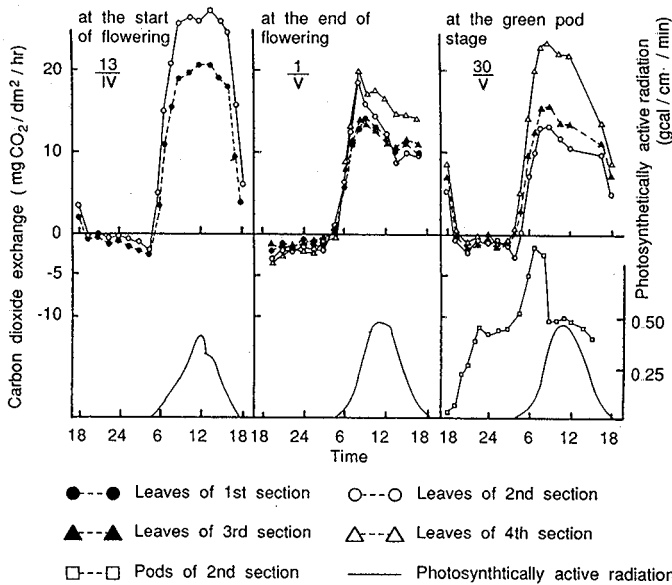 at the start
of flowering
13
IV
at the end of
flowering
1
V
at the green pod
stage
30
V
Carbon dioxide exchange (mg CO2/dm2/hr)
20
10
0
-5
-10
Photosynthetically active radiation
(gcal/cm·/min)
0.50
0.25
18 24 6 12 18
18 24 6 12 18
18 24 6 12 18
Time
Leaves of 1st section
Leaves of 2nd section
Leaves of 3rd section
Leaves of 4th section
Pods of 2nd section
Photosynthtically active radiation